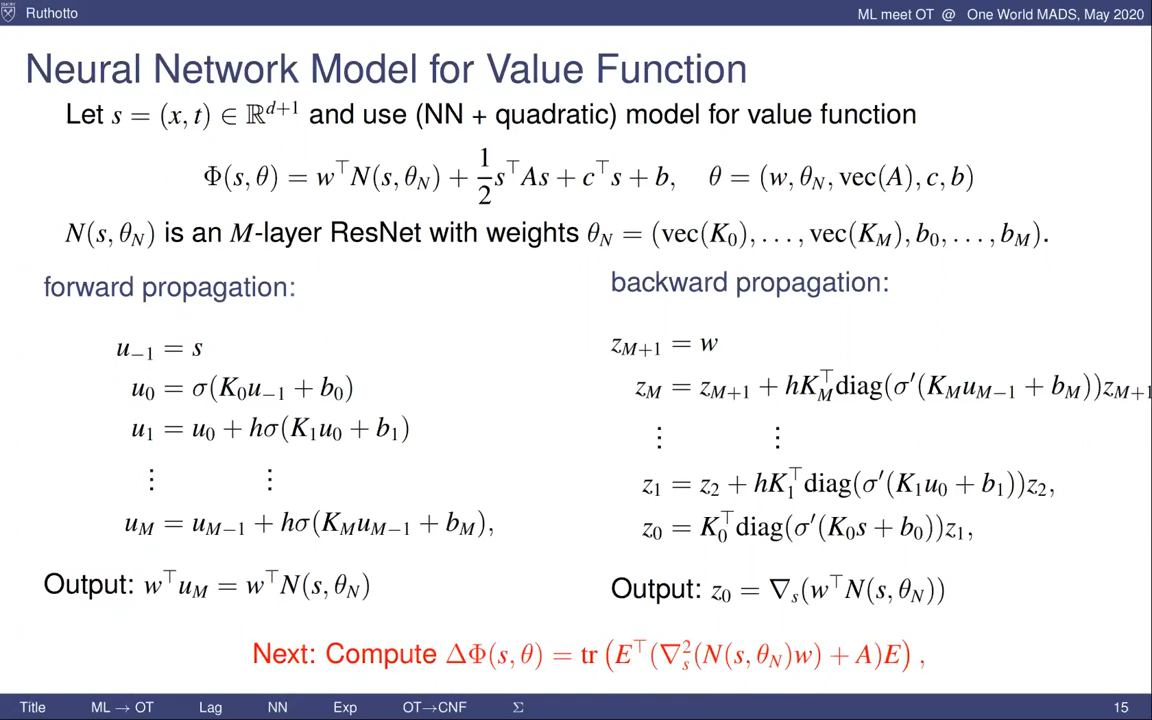 Ruthotto
ML meet OT @ One World MADS, May 2020
Neural Network Model for Value Function
Let s = (x, t) ∈ ℝ^{d+1} and use (NN + quadratic) model for value function
Φ(s, θ) = w^⊤N(s, θ_N) + \frac{1}{2}s^⊤As + c^⊤s + b, θ = (w, θ_N, vec(A), c, b)
N(s, θ_N) is an M-layer ResNet with weights θ_N = (vec(K_0), . . . , vec(K_M), b_0, . . . , b_M).
forward propagation:
u_{−1} = s
u_0 = σ(K_0u_{−1} + b_0)
u_1 = u_0 + hσ(K_1u_0 + b_1)
⋮ ⋮
u_M = u_{M−1} + hσ(K_Mu_{M−1} + b_M),
Output: w^⊤u_M = w^⊤N(s, θ_N)
backward propagation:
z_{M+1} = w
z_M = z_{M+1} + hK_M^⊤diag(σ′(K_Mu_{M−1} + b_M))z_{M+1}
⋮ ⋮
z_1 = z_2 + hK_1^⊤diag(σ′(K_1u_0 + b_1))z_2,
z_0 = K_0^⊤diag(σ′(K_0s + b_0))z_1,
Output: z_0 = ∇_s(w^⊤N(s, θ_N))
Next: Compute ΔΦ(s, θ) = tr (E^⊤(∇_s^2(N(s, θ_N)w) + A)E) ,
Title ML → OT Lag NN Exp OT→CNF Σ 15